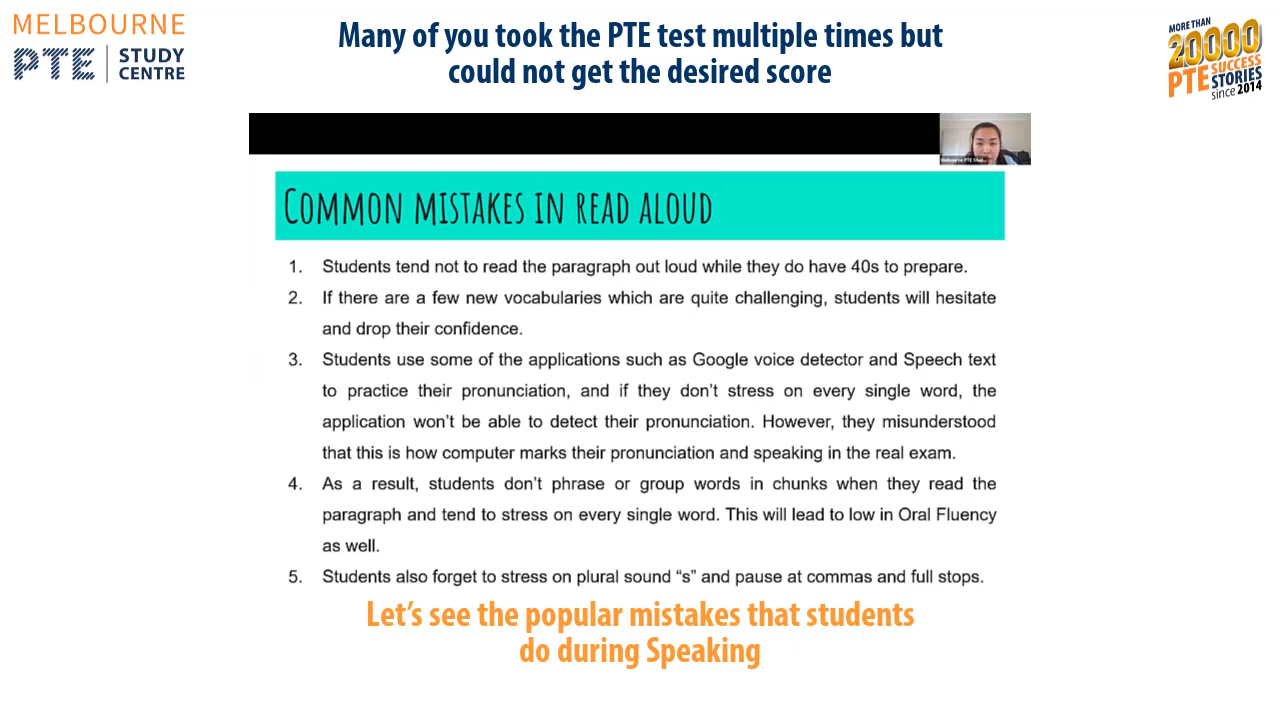 MELBOURNE
PTE STUDY
CENTRE
Many of you took the PTE test multiple times but
could not get the desired score
MORE THAN
20000
PTE SUCCESS
STORIES
since 2014
COMMON MISTAKES IN READ ALOUD
1. Students tend not to read the paragraph out loud while they do have 40s to prepare.
2. If there are a few new vocabularies which are quite challenging, students will hesitate
and drop their confidence.
3. Students use some of the applications such as Google voice detector and Speech text
to practice their pronunciation, and if they don't stress on every single word, the
application won't be able to detect their pronunciation. However, they misunderstood
that this is how computer marks their pronunciation and speaking in the real exam.
4. As a result, students don't phrase or group words in chunks when they read the
paragraph and tend to stress on every single word. This will lead to low in Oral Fluency
as well.
5. Students also forget to stress on plural sound “s” and pause at commas and full stops.
Let's see the popular mistakes that students
do during Speaking